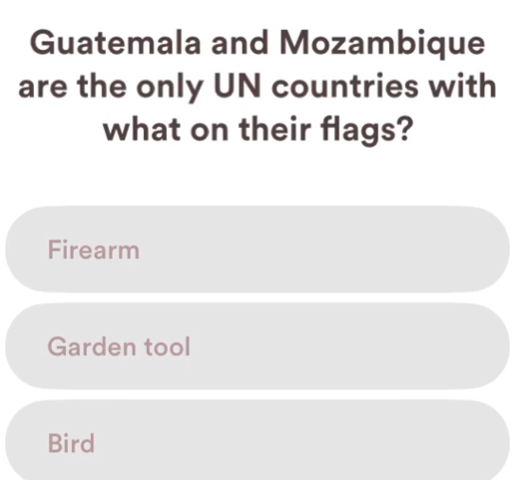 Guatemala and Mozambique
are the only UN countries with
what on their flags?
Firearm
Garden tool
Bird